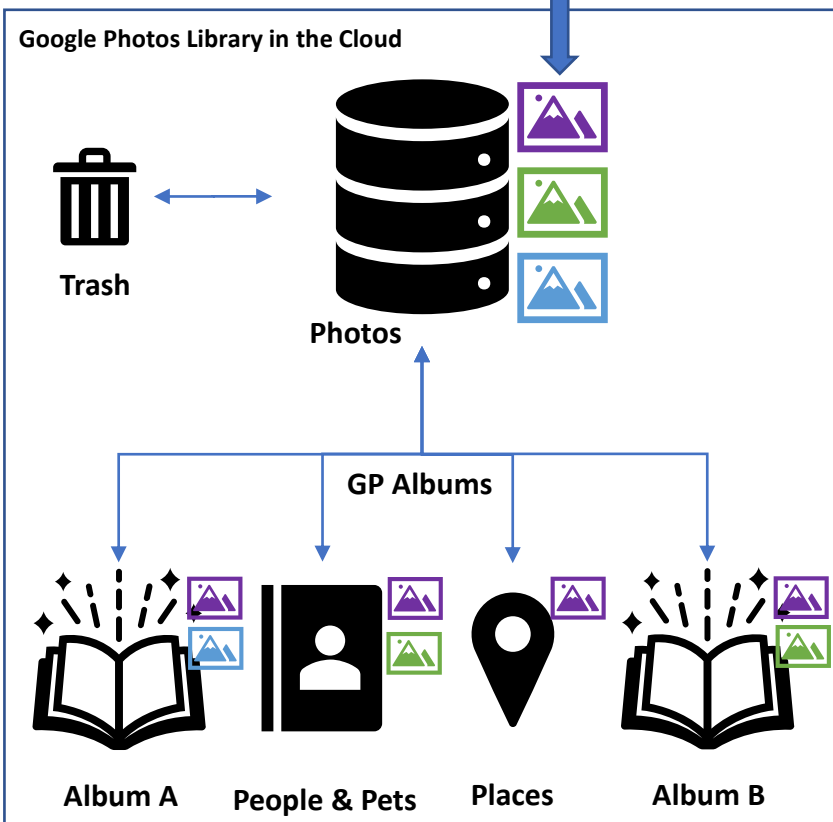 Google Photos Library in the Cloud
Trash
Photos
GP Albums
Album A
People & Pets
Places
Album B